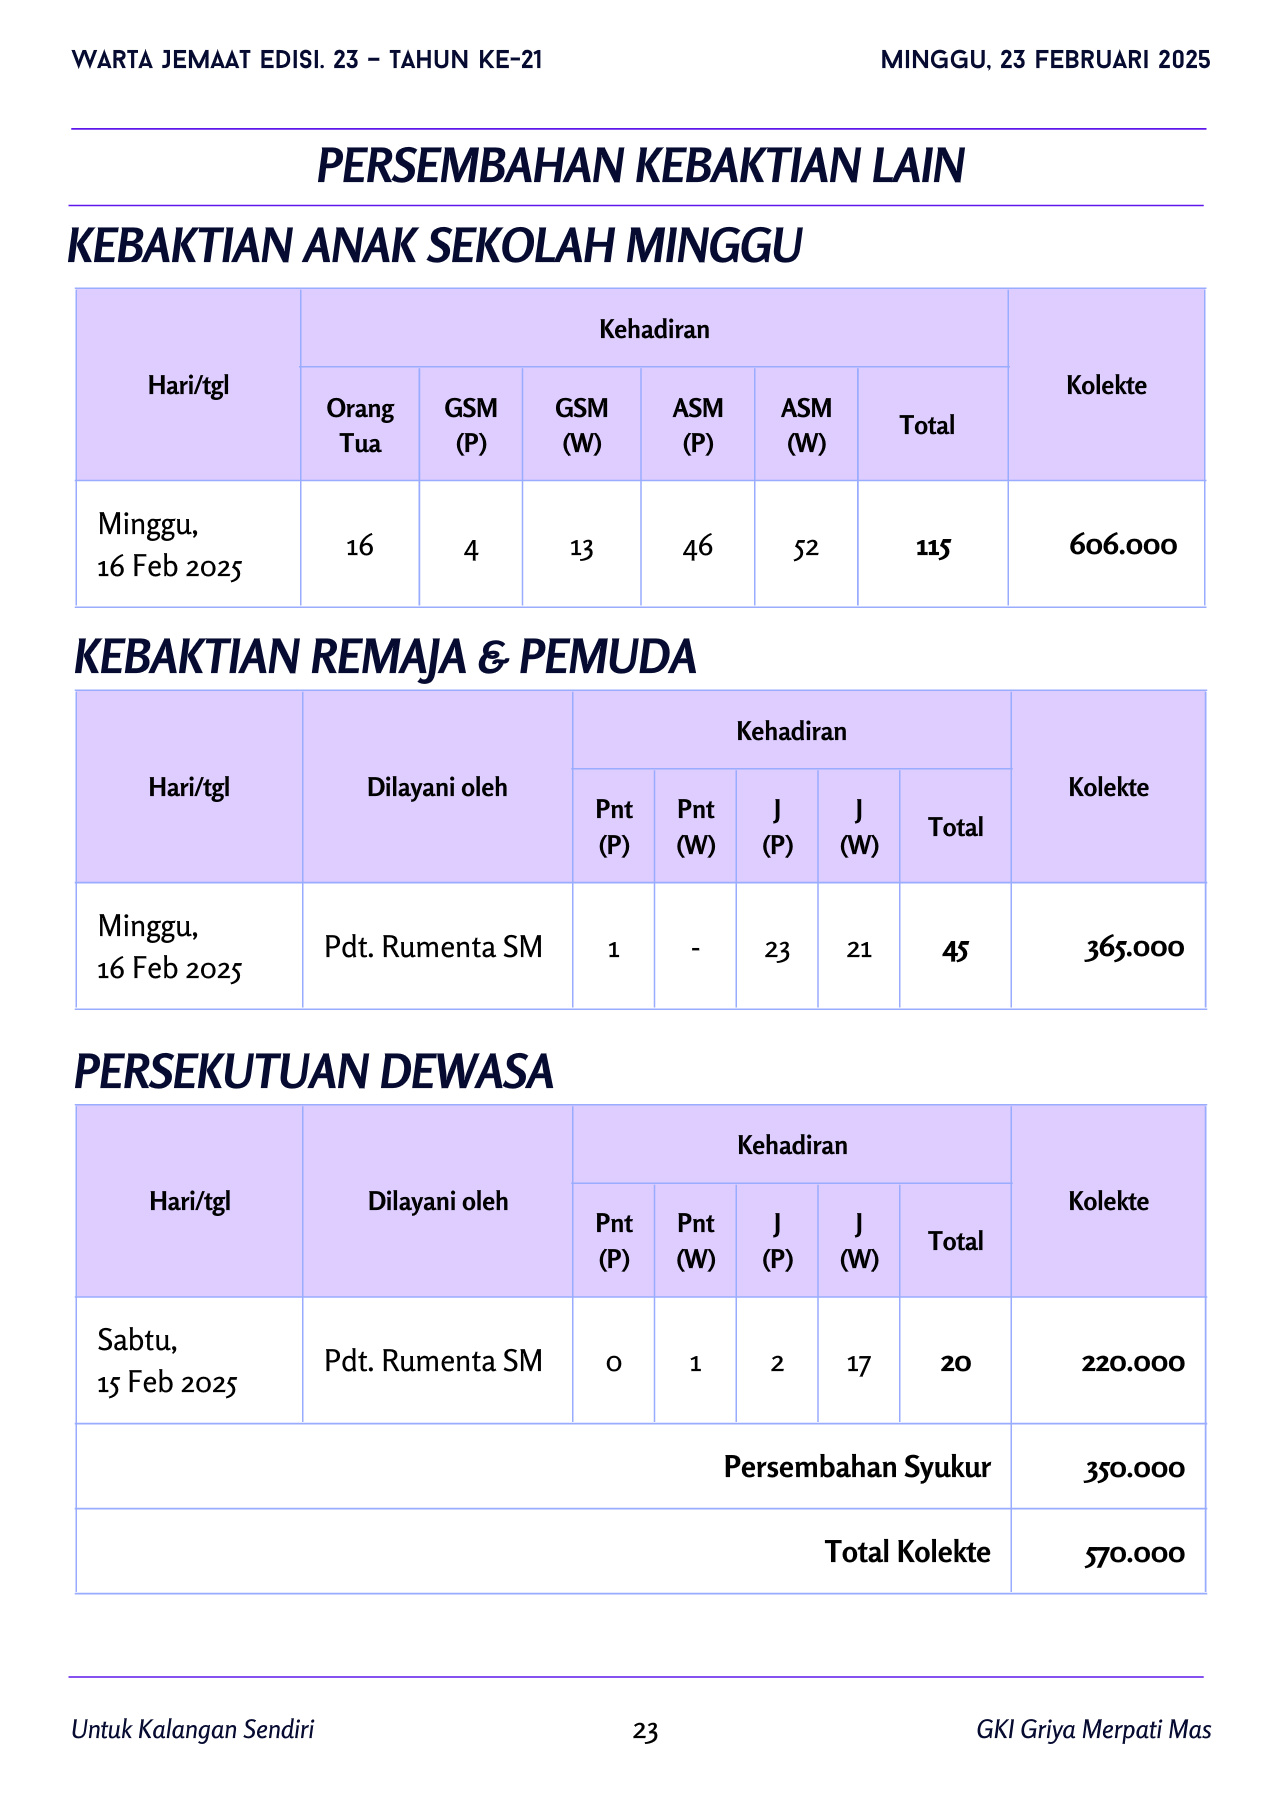 WARTA JEMAAT EDISI. 23 – TAHUN KE-21
MINGGU, 23 FEBRUARI 2025
PERSEMBAHAN KEBAKTIAN LAIN
KEBAKTIAN ANAK SEKOLAH MINGGU
Hari/tgl Kehadiran Kolekte
Orang Tua GSM (P) GSM (W) ASM (P) ASM (W) Total
Minggu,
16 Feb 2025 16 4 13 46 52 115 606.000
KEBAKTIAN REMAJA & PEMUDA
Hari/tgl Dilayani oleh Kehadiran Kolekte
Pnt (P) Pnt (W) J (P) J (W) Total
Minggu,
16 Feb 2025 Pdt. Rumenta SM 1 - 23 21 45 365.000
PERSEKUTUAN DEWASA
Hari/tgl Dilayani oleh Kehadiran Kolekte
Pnt (P) Pnt (W) J (P) J (W) Total
Sabtu,
15 Feb 2025 Pdt. Rumenta SM 0 1 2 17 20 220.000
Persembahan Syukur 350.000
Total Kolekte 570.000
Untuk Kalangan Sendiri 23 GKI Griya Merpati Mas